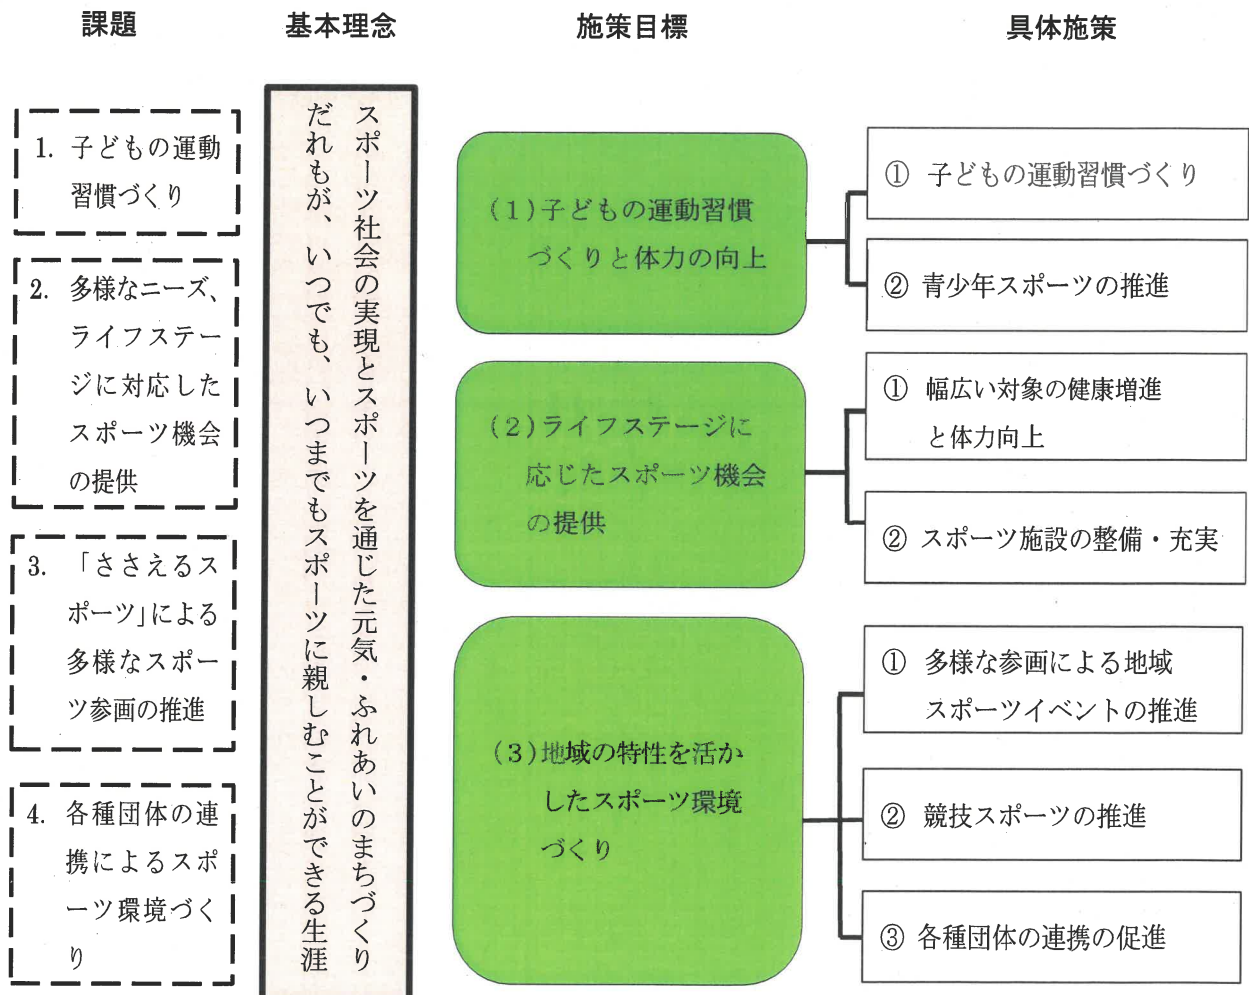 課題
基本理念
施策目標
具体施策
1. 子どもの運動
習慣づくり
2. 多様なニーズ、
ライフステー
ジに対応した
スポーツ機会
の提供
3. 「ささえるス
ポーツ」による
多様なスポー
ツ参画の推進
4. 各種団体の連
携によるスポ
ーツ環境づく
り
だれもが、いつでも、いつまでもスポーツに親しむことができる生涯
スポーツ社会の実現とスポーツを通じた元気・ふれあいのまちづくり
(1)子どもの運動習慣
づくりと体力の向上
(2)ライフステージに
応じたスポーツ機会
の提供
(3)地域の特性を活か
したスポーツ環境
づくり
① 子どもの運動習慣づくり
② 青少年スポーツの推進
① 幅広い対象の健康増進
と体力向上
② スポーツ施設の整備・充実
① 多様な参画による地域
スポーツイベントの推進
② 競技スポーツの推進
③ 各種団体の連携の促進